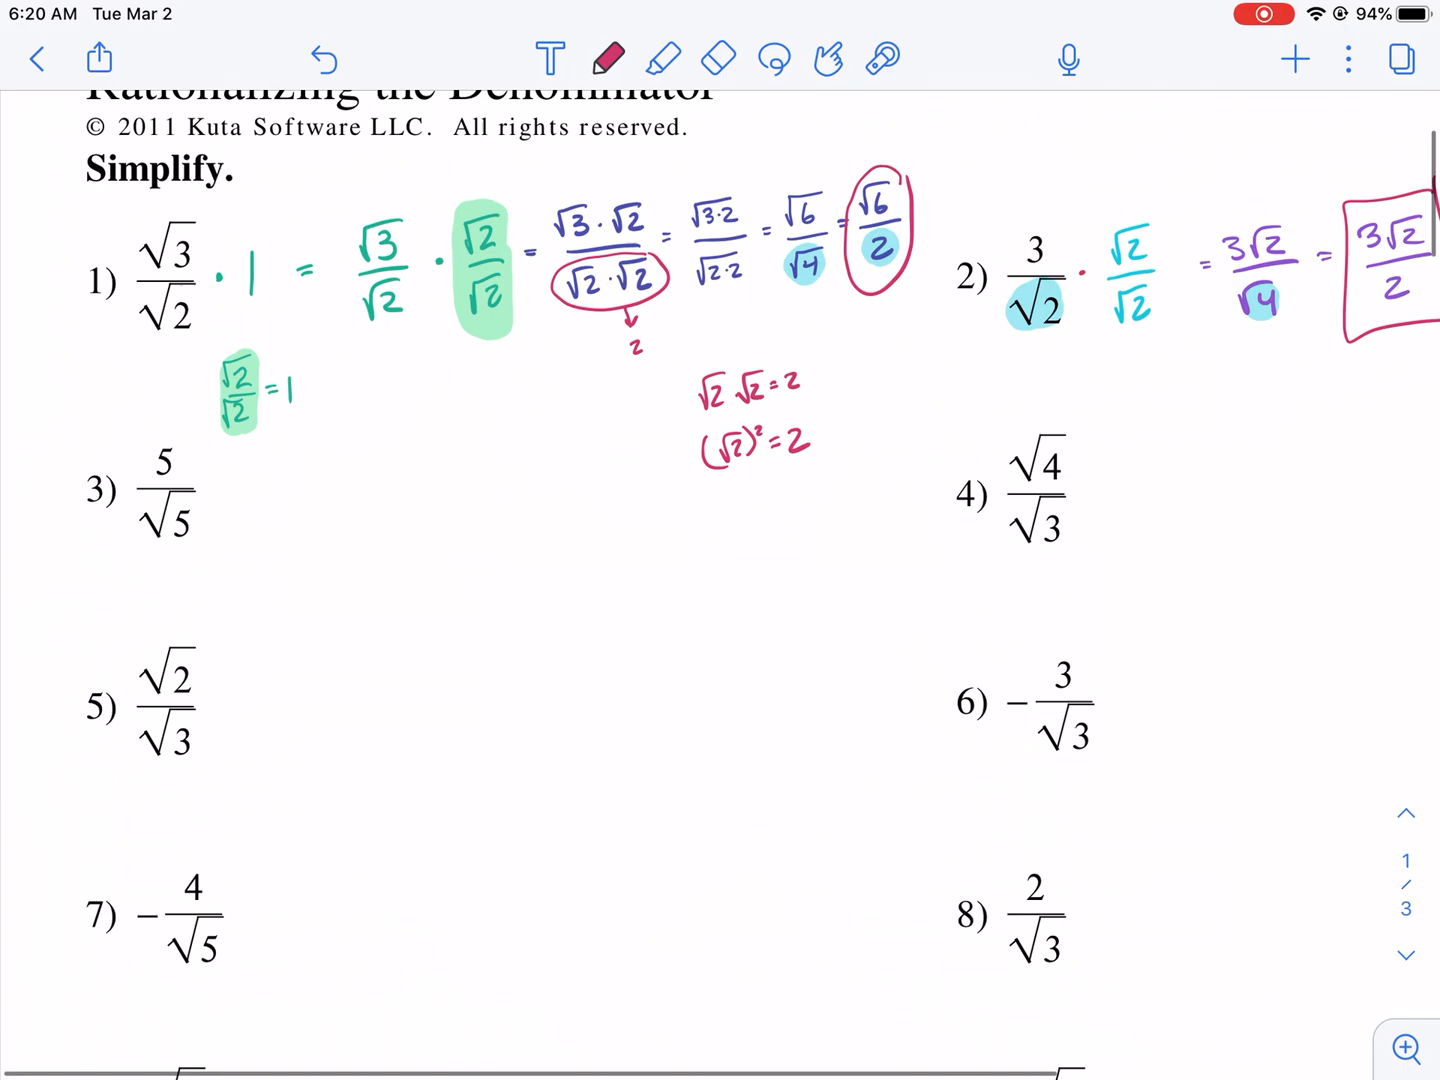 6:20 AM Tue Mar 2
94%
Rationalizing the Denominator
© 2011 Kuta Software LLC. All rights reserved.
Simplify.
1) √3/√2 · 1 = √3/√2 · √2/√2 = √3 · √2/√2 · √2 = √3·2/√2·2 = √6/√4 = √6/2
2
√2/√2 = 1
√2 √2 = 2
(√2)² = 2
2) 3/√2 · √2/√2 = 3√2/√4 = 3√2/2
3) 5/√5
4) √4/√3
5) √2/√3
6) −3/√3
7) −4/√5
8) 2/√3
1
/
3